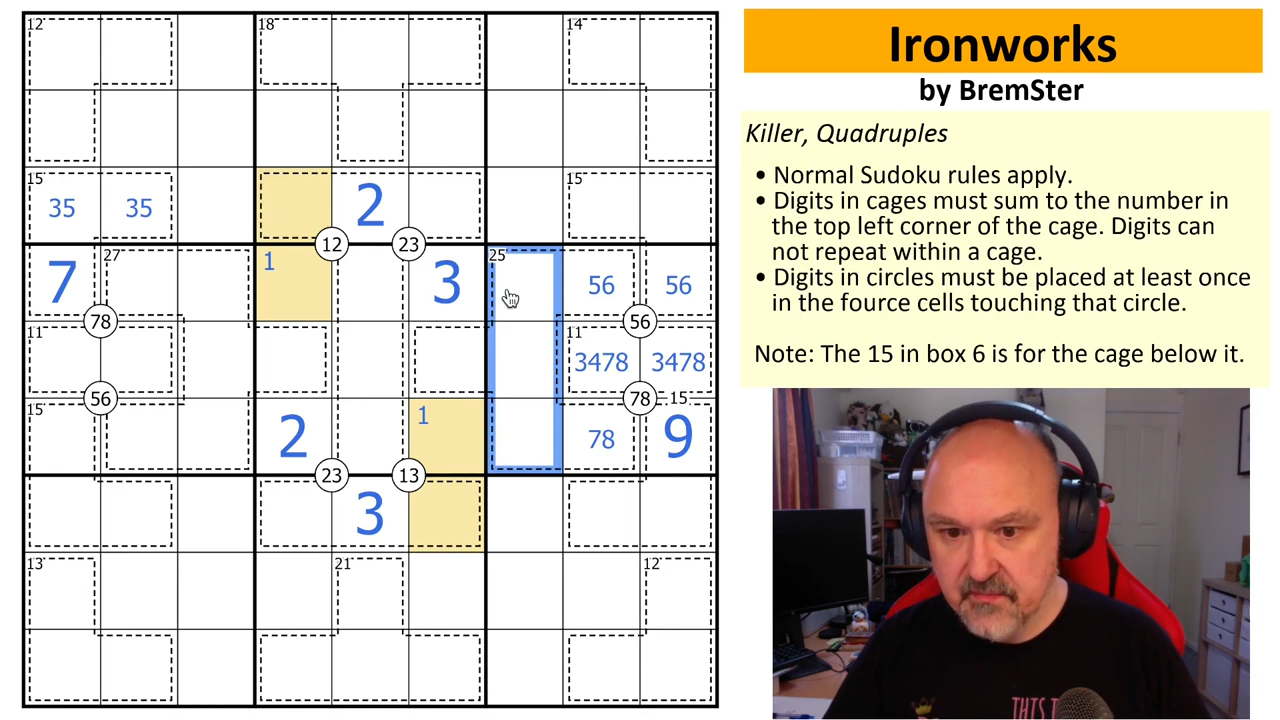 12 18 14
15 35 35 2 15
12 23
7 27 1 3 25 56 56
78 56
11 11 3478 3478
56 78 15
15 2 1 78 9
23 13
3
13 21 12
Ironworks
by BremSter
Killer, Quadruples
• Normal Sudoku rules apply.
• Digits in cages must sum to the number in
the top left corner of the cage. Digits can
not repeat within a cage.
• Digits in circles must be placed at least once
in the fource cells touching that circle.
Note: The 15 in box 6 is for the cage below it.
THIS